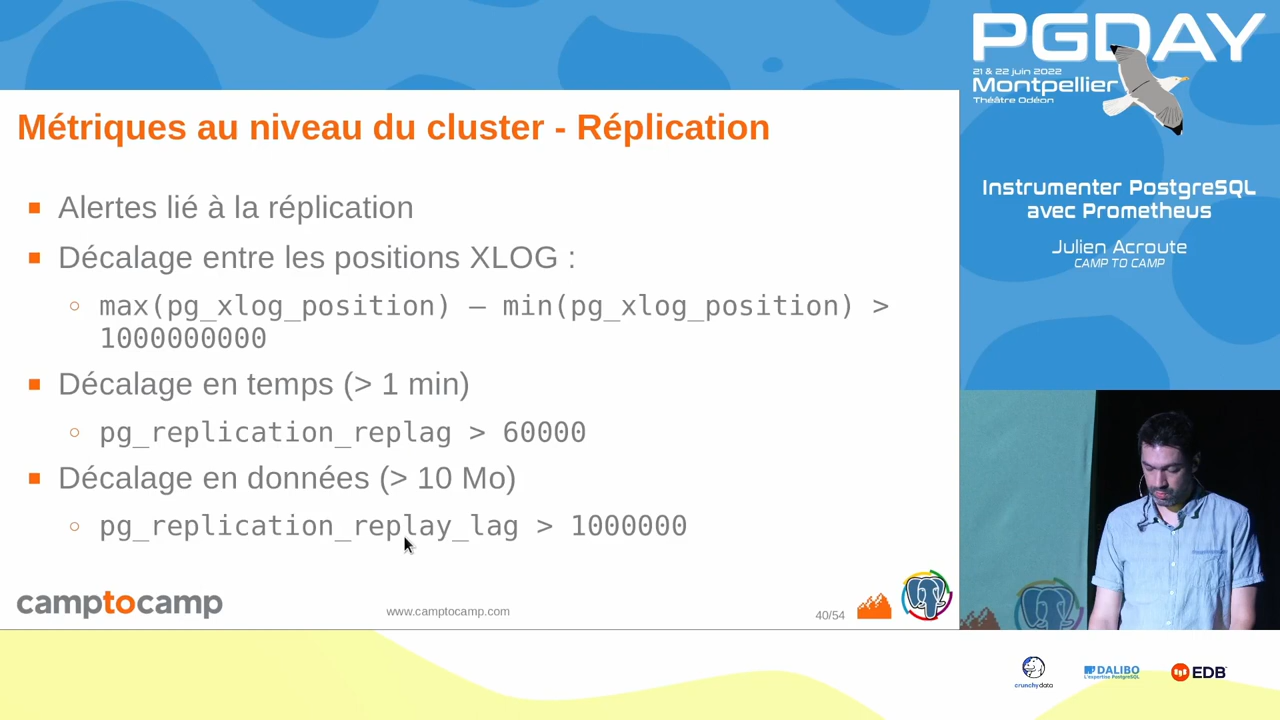 Métriques au niveau du cluster - Réplication
Alertes lié à la réplication
Décalage entre les positions XLOG :
max(pg_xlog_position) – min(pg_xlog_position) >
1000000000
Décalage en temps (> 1 min)
pg_replication_replag > 60000
Décalage en données (> 10 Mo)
pg_replication_replay_lag > 1000000
camptocamp
www.camptocamp.com
40/54
PGDAY
21 & 22 juin 2022
Montpellier
Théâtre Odéon
Instrumenter PostgreSQL
avec Prometheus
Julien Acroute
CAMP TO CAMP
crunchydata
DALIBO
L'expertise PostgreSQL
EDB